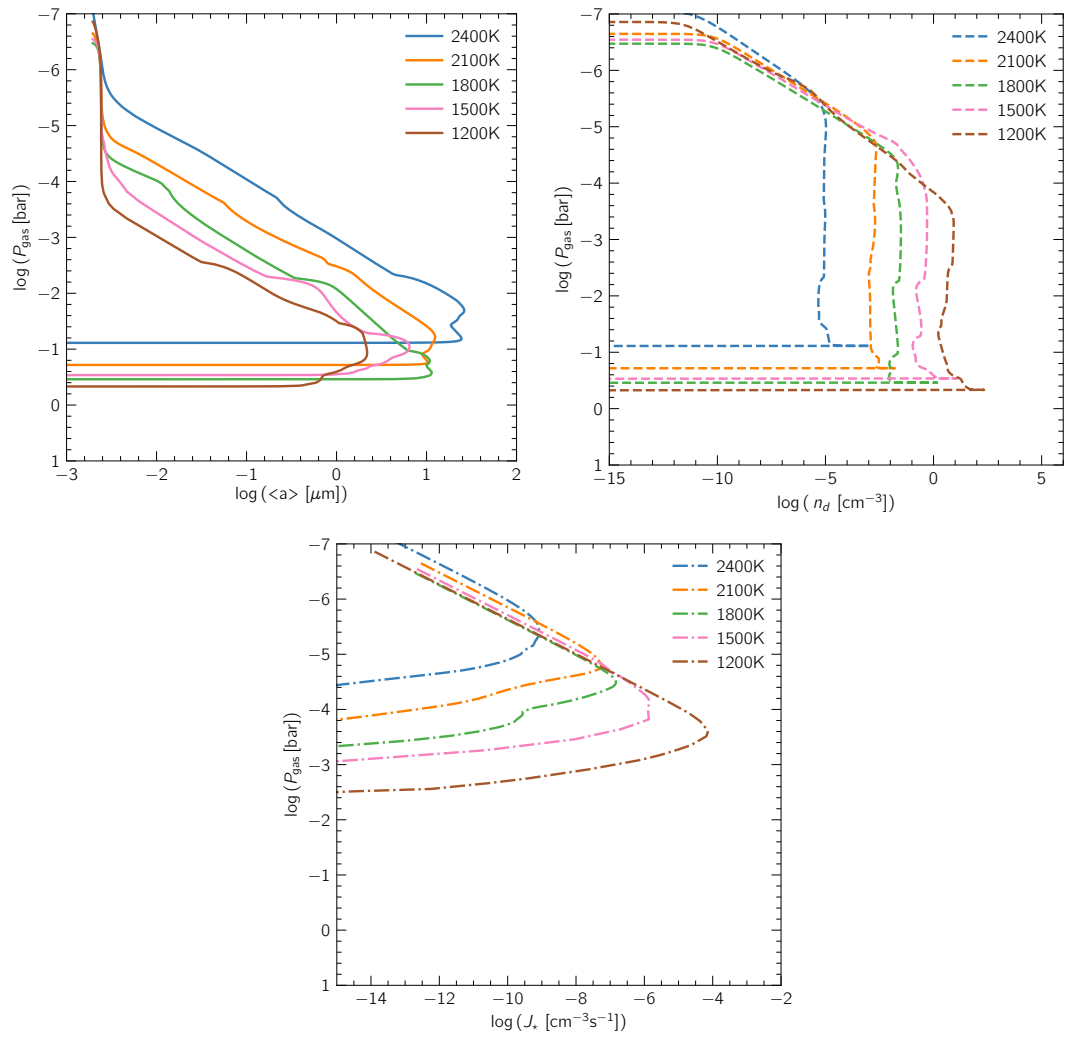 −6
−5
−4
−3
−2
−1
0
1
−3
−2
−1
0
1
2
log (P_gas [bar])
log (<a> [μm])
2400K
2100K
1800K
1500K
1200K
−7
−6
−5
−4
−3
−2
−1
0
1
−15
−10
−5
0
5
log (P_gas [bar])
log ( n_d [cm⁻³])
2400K
2100K
1800K
1500K
1200K
−7
−6
−5
−4
−3
−2
−1
0
1
−14
−12
−10
−8
−6
−4
−2
log (P_gas [bar])
log (J⋆ [cm⁻³s⁻¹])
2400K
2100K
1800K
1500K
1200K